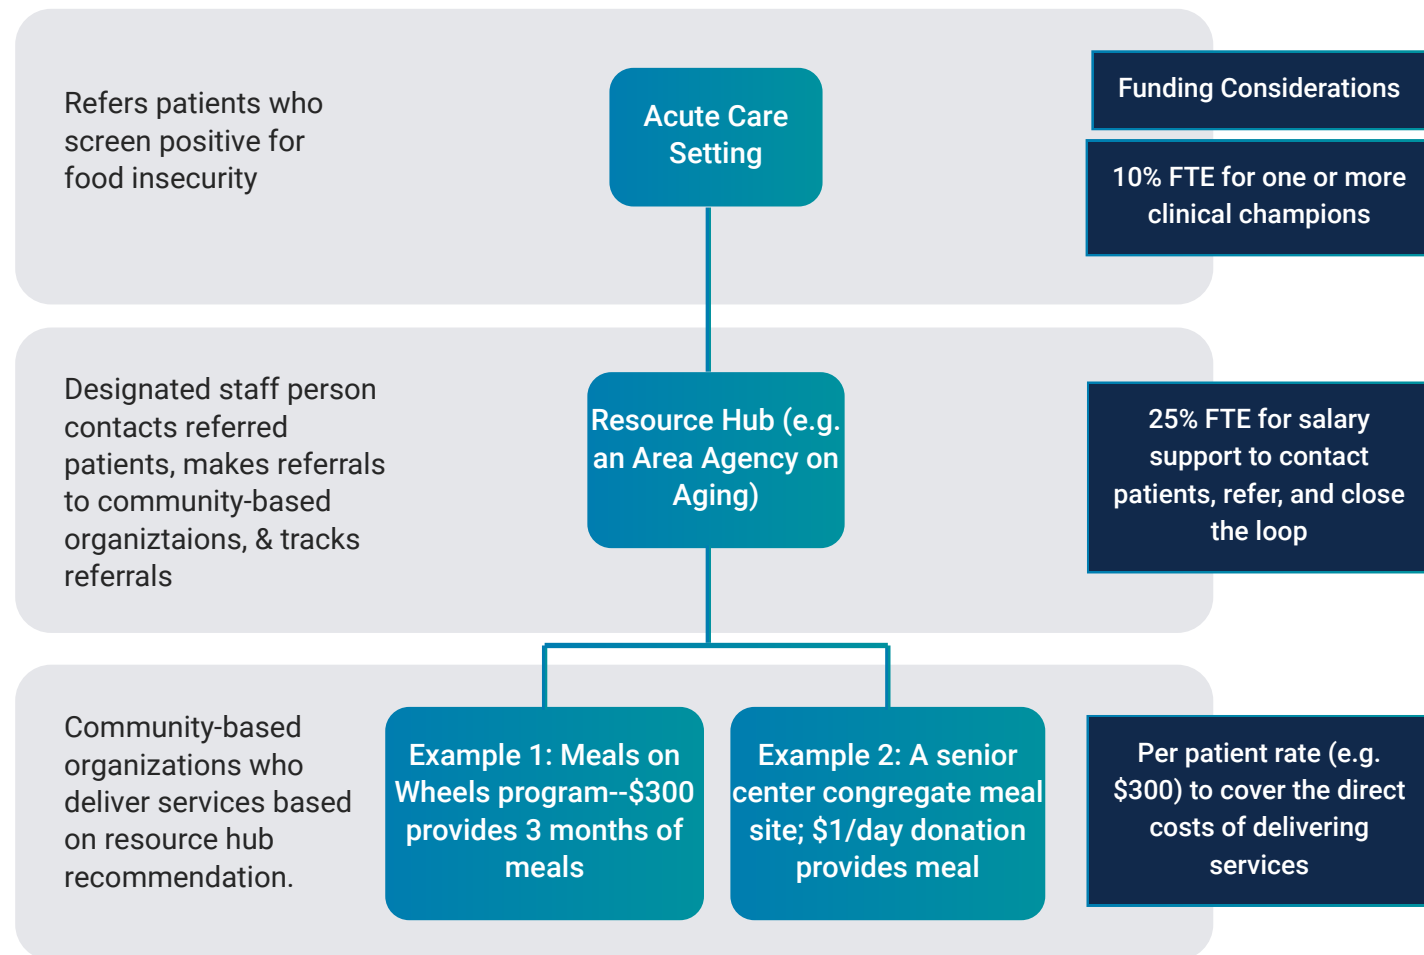 Refers patients who
screen positive for
food insecurity
Acute Care
Setting
Funding Considerations
10% FTE for one or more
clinical champions
Designated staff person
contacts referred
patients, makes referrals
to community-based
organiztaions, & tracks
referrals
Resource Hub (e.g.
an Area Agency on
Aging)
25% FTE for salary
support to contact
patients, refer, and close
the loop
Community-based
organizations who
deliver services based
on resource hub
recommendation.
Example 1: Meals on
Wheels program--$300
provides 3 months of
meals
Example 2: A senior
center congregate meal
site; $1/day donation
provides meal
Per patient rate (e.g.
$300) to cover the direct
costs of delivering
services